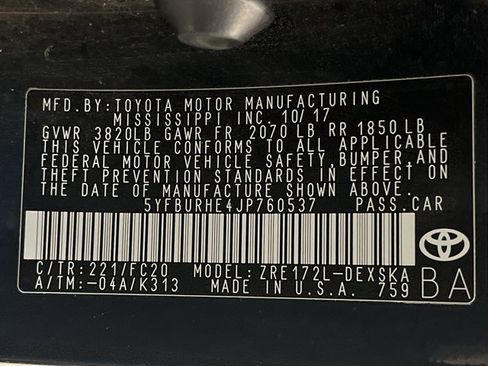 MFD. BY: TOYOTA MOTOR MANUFACTURING
MISSISSIPPI INC. 10/17
GVWR 3820LB GAWR FR 2070 LB RR 1850 LB
THIS VEHICLE CONFORMS TO ALL APPLICABLE
FEDERAL MOTOR VEHICLE SAFETY, BUMPER, AND
THEFT PREVENTION STANDARDS IN EFFECT ON
THE DATE OF MANUFACTURE SHOWN ABOVE.
5YFBURHE4JP760537 PASS. CAR
C/TR: 221/FC20 MODEL: ZRE172L-DEXSKA
A/TM: -04A/K313 MADE IN U.S.A. 759
BA